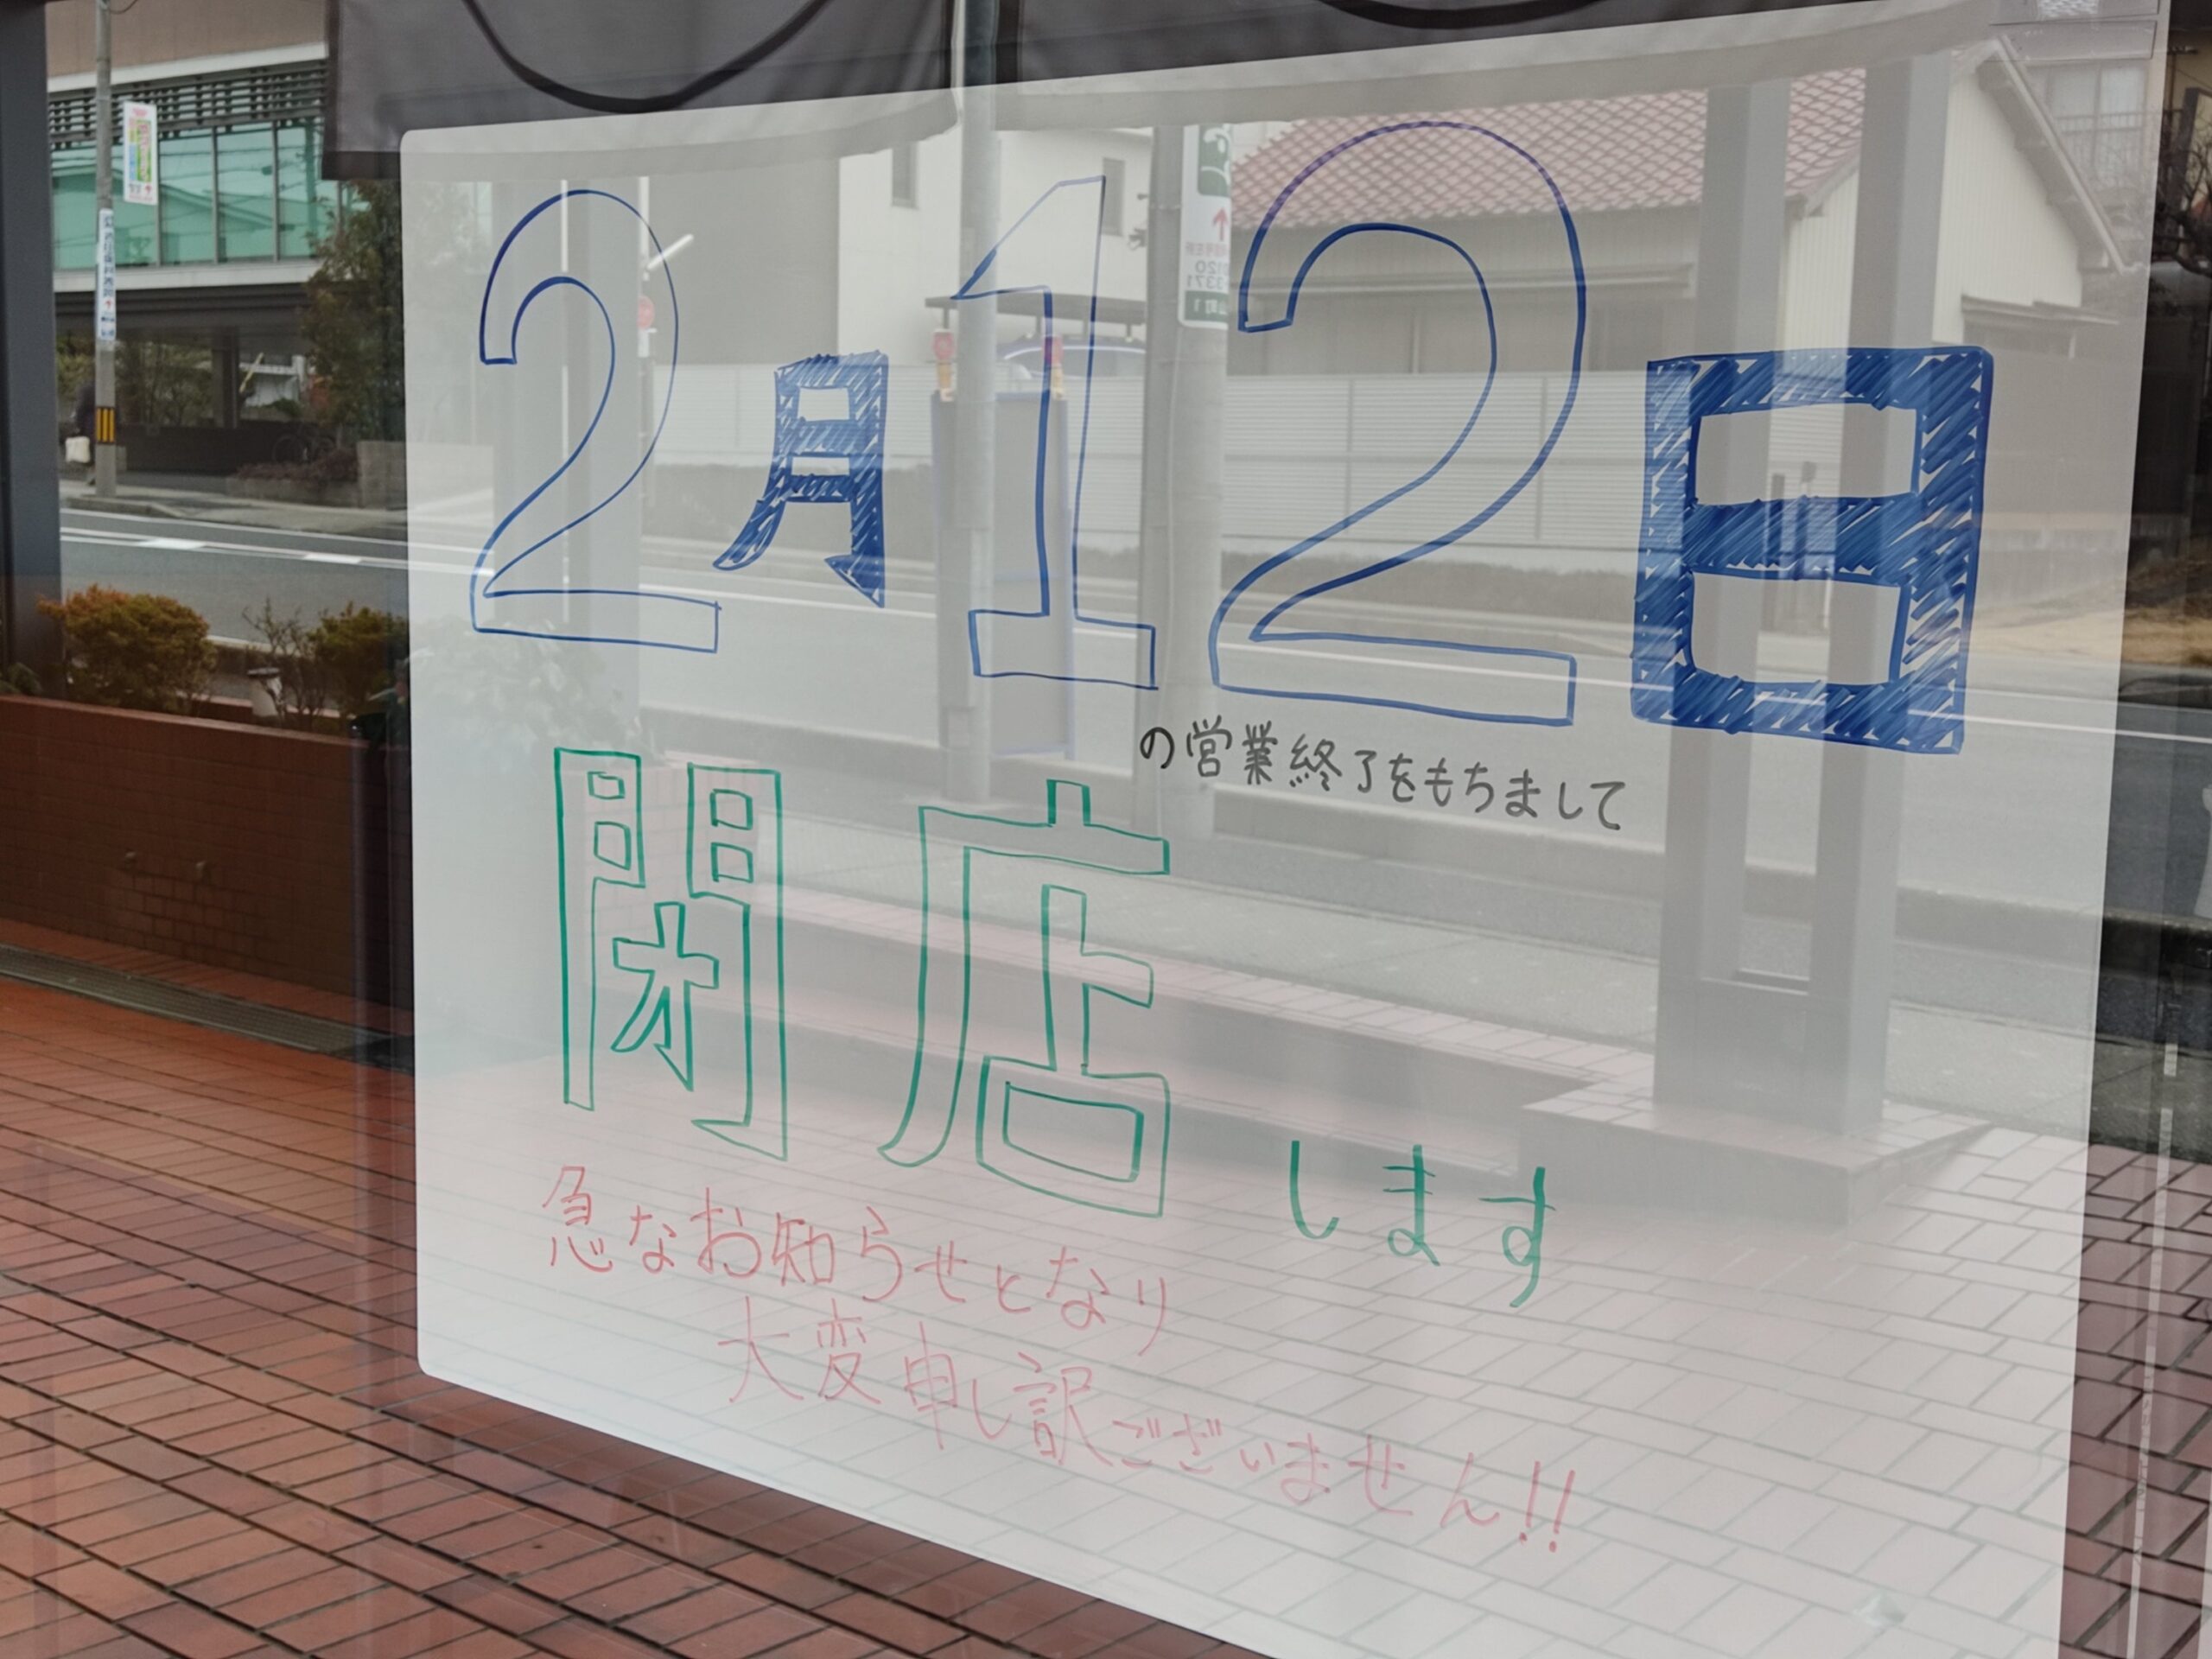 2月12日
の営業終了をもちまして
閉店します
急なお知らせとなり
大変申し訳ございません!!